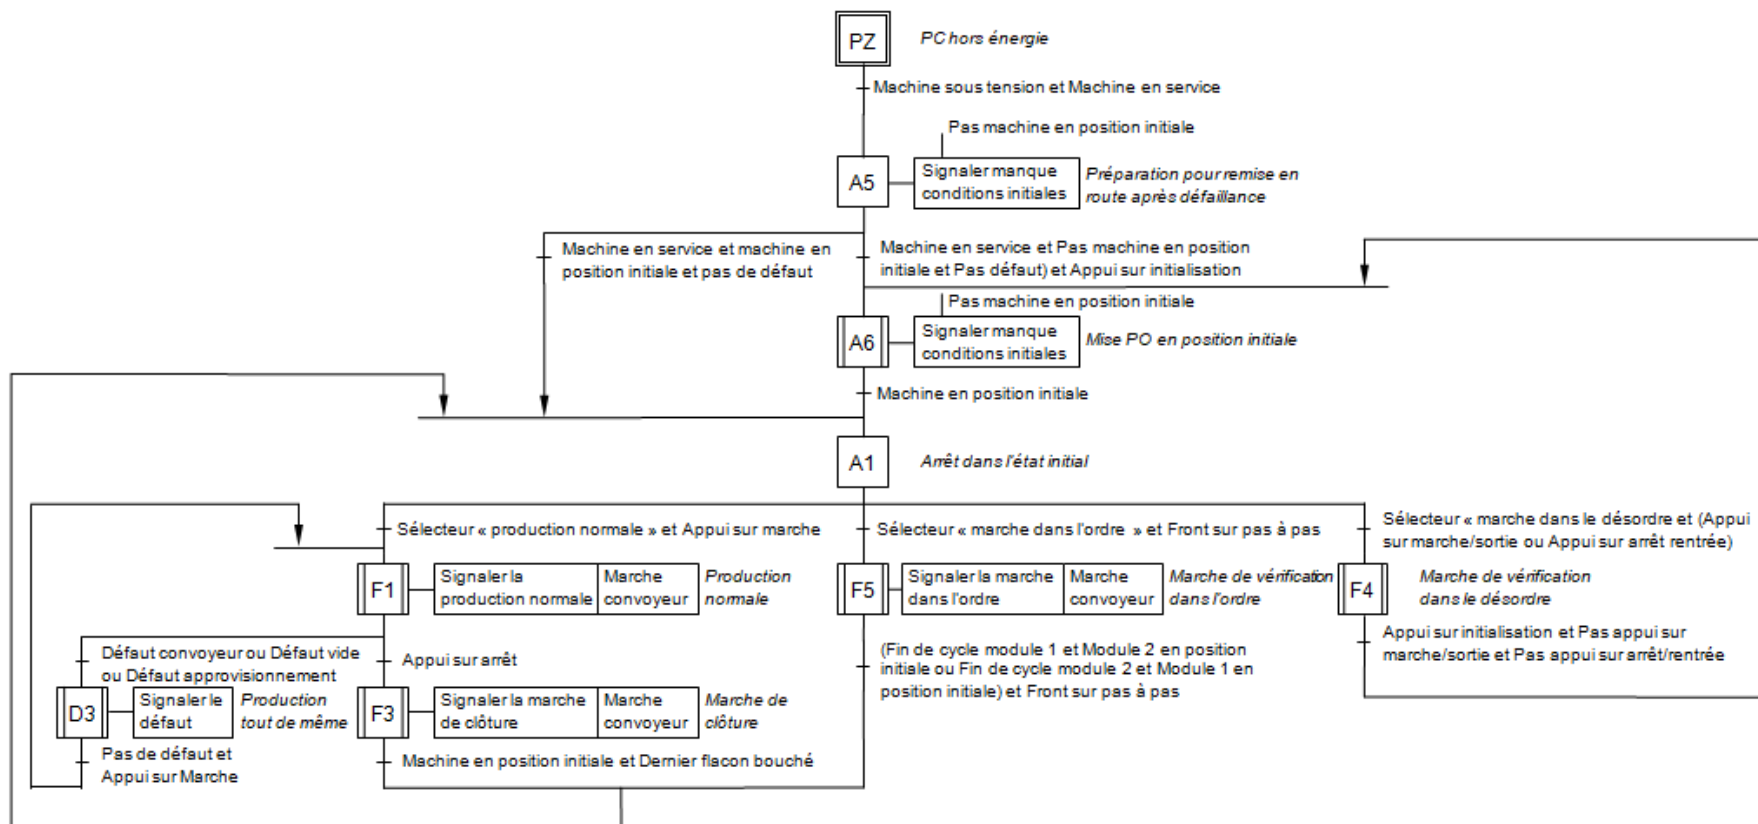 PZ
PC hors énergie
Machine sous tension et Machine en service
Pas machine en position initiale
A5
Signaler manque
conditions initiales
Préparation pour remise en
route après défaillance
Machine en service et machine en
position initiale et pas de défaut
Machine en service et Pas machine en position
initiale et Pas défaut) et Appui sur initialisation
Pas machine en position initiale
A6
Signaler manque
conditions initiales
Mise PO en position initiale
Machine en position initiale
A1
Arrêt dans l'état initial
Sélecteur « production normale » et Appui sur marche
Sélecteur « marche dans l'ordre » et Front sur pas à pas
Sélecteur « marche dans le désordre et (Appui
sur marche/sortie ou Appui sur arrêt rentrée)
F1
Signaler la
production normale
Marche
convoyeur
Production
normale
F5
Signaler la marche
dans l'ordre
Marche
convoyeur
Marche de vérification
dans l'ordre
F4
Marche de vérification
dans le désordre
Défaut convoyeur ou Défaut vide
ou Défaut approvisionnement
Appui sur arrêt
(Fin de cycle module 1 et Module 2 en position
initiale ou Fin de cycle module 2 et Module 1 en
position initiale) et Front sur pas à pas
Appui sur initialisation et Pas appui sur
marche/sortie et Pas appui sur arrêt/rentrée
D3
Signaler le
défaut
Production
tout de même
F3
Signaler la marche
de clôture
Marche
convoyeur
Marche de
clôture
Pas de défaut et
Appui sur Marche
Machine en position initiale et Dernier flacon bouché